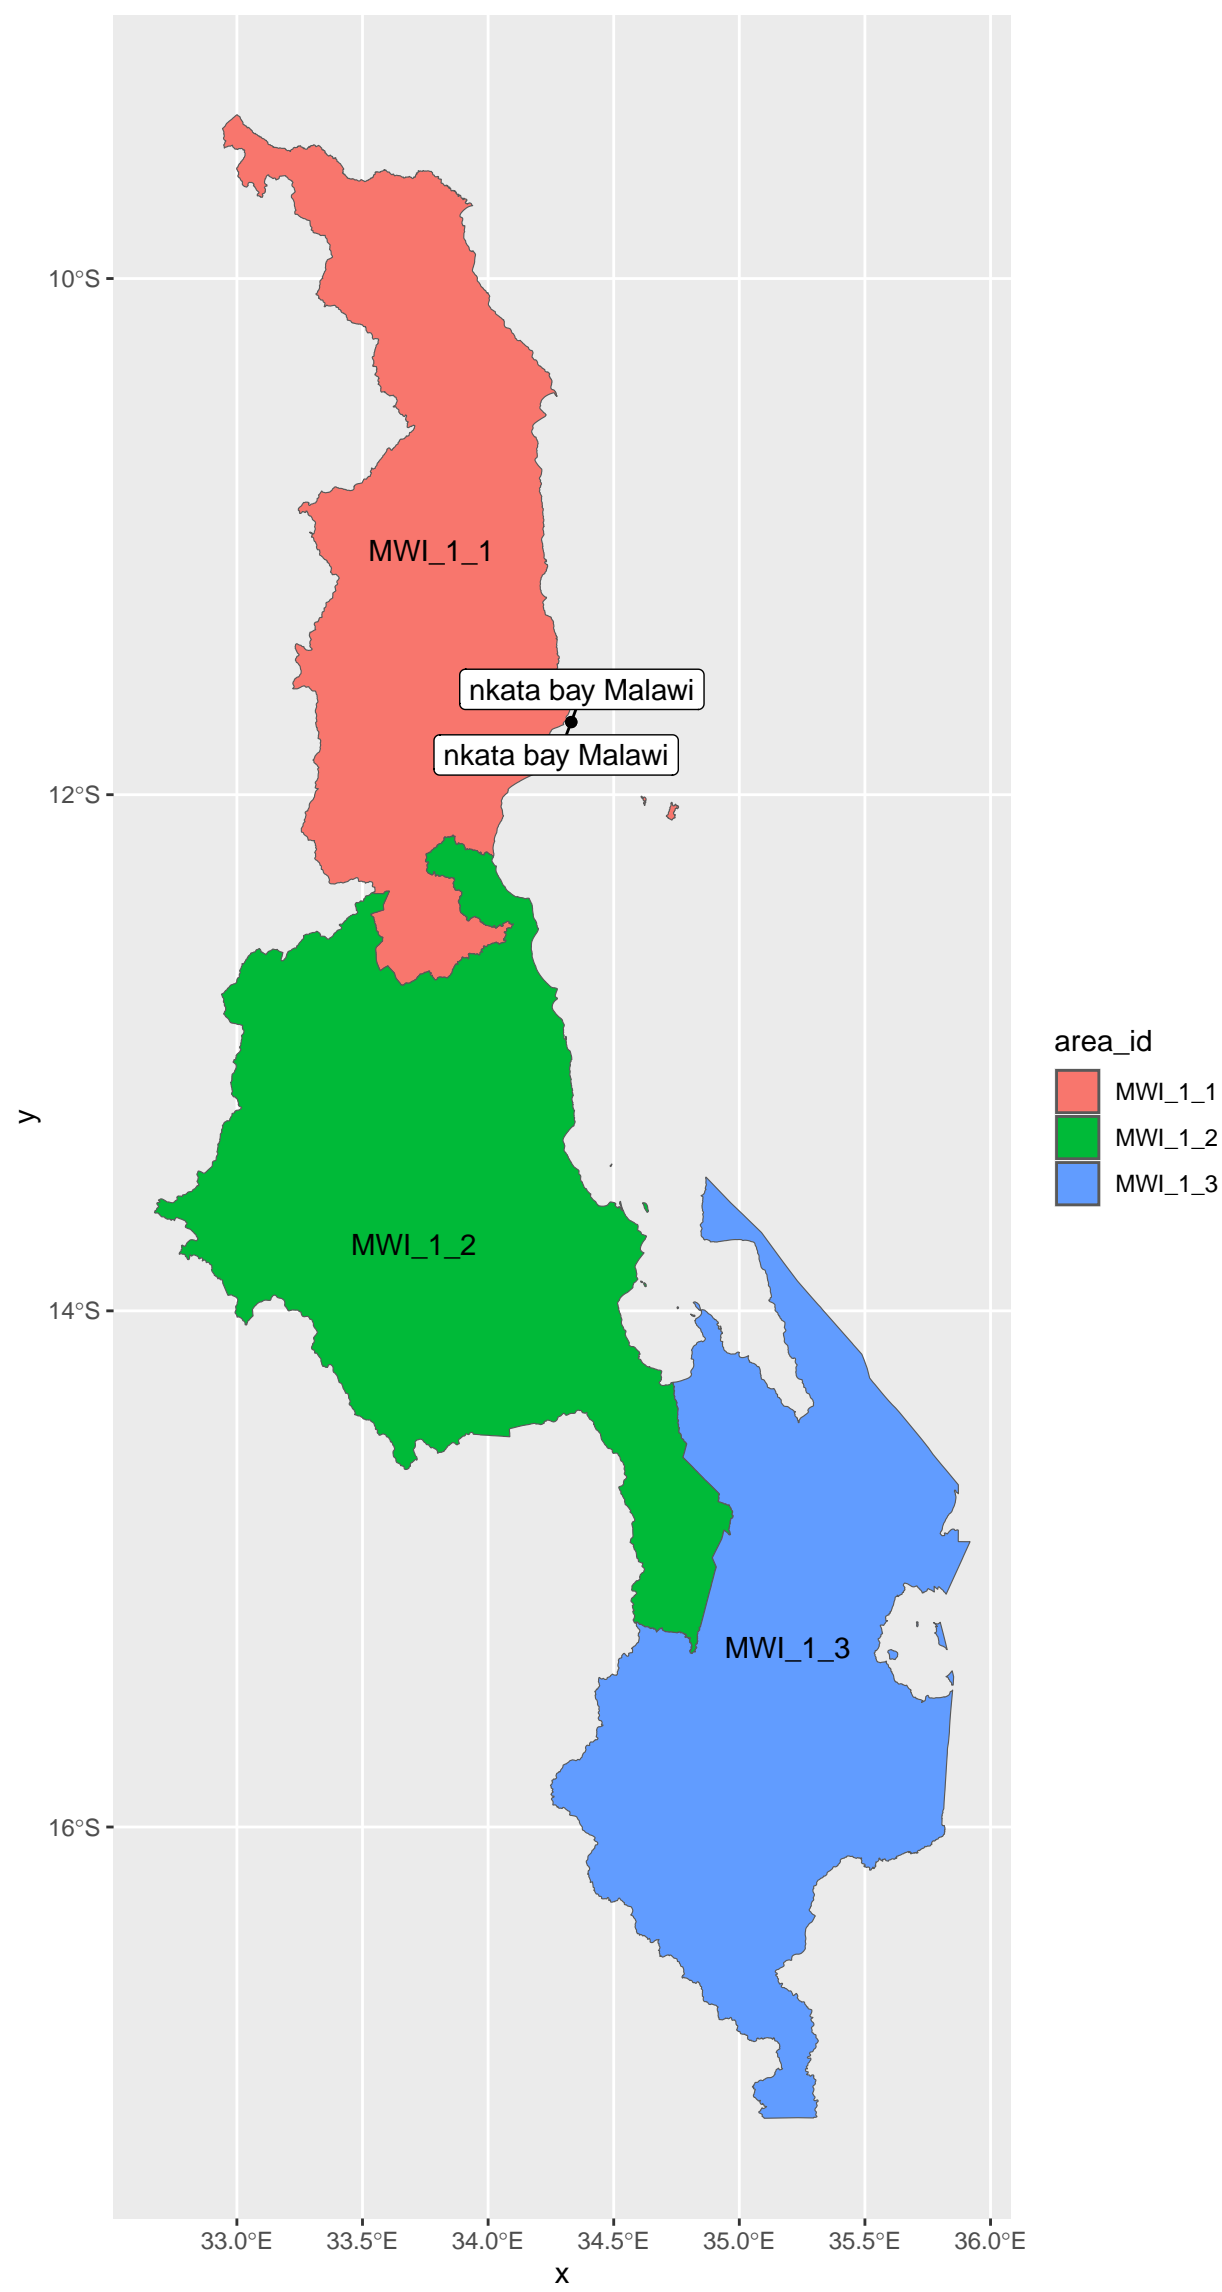 10°S
12°S
14°S
16°S
y
MWI_1_1
nkata bay Malawi
nkata bay Malawi
MWI_1_2
MWI_1_3
33.0°E 33.5°E 34.0°E 34.5°E 35.0°E 35.5°E 36.0°E
x
area_id
MWI_1_1
MWI_1_2
MWI_1_3